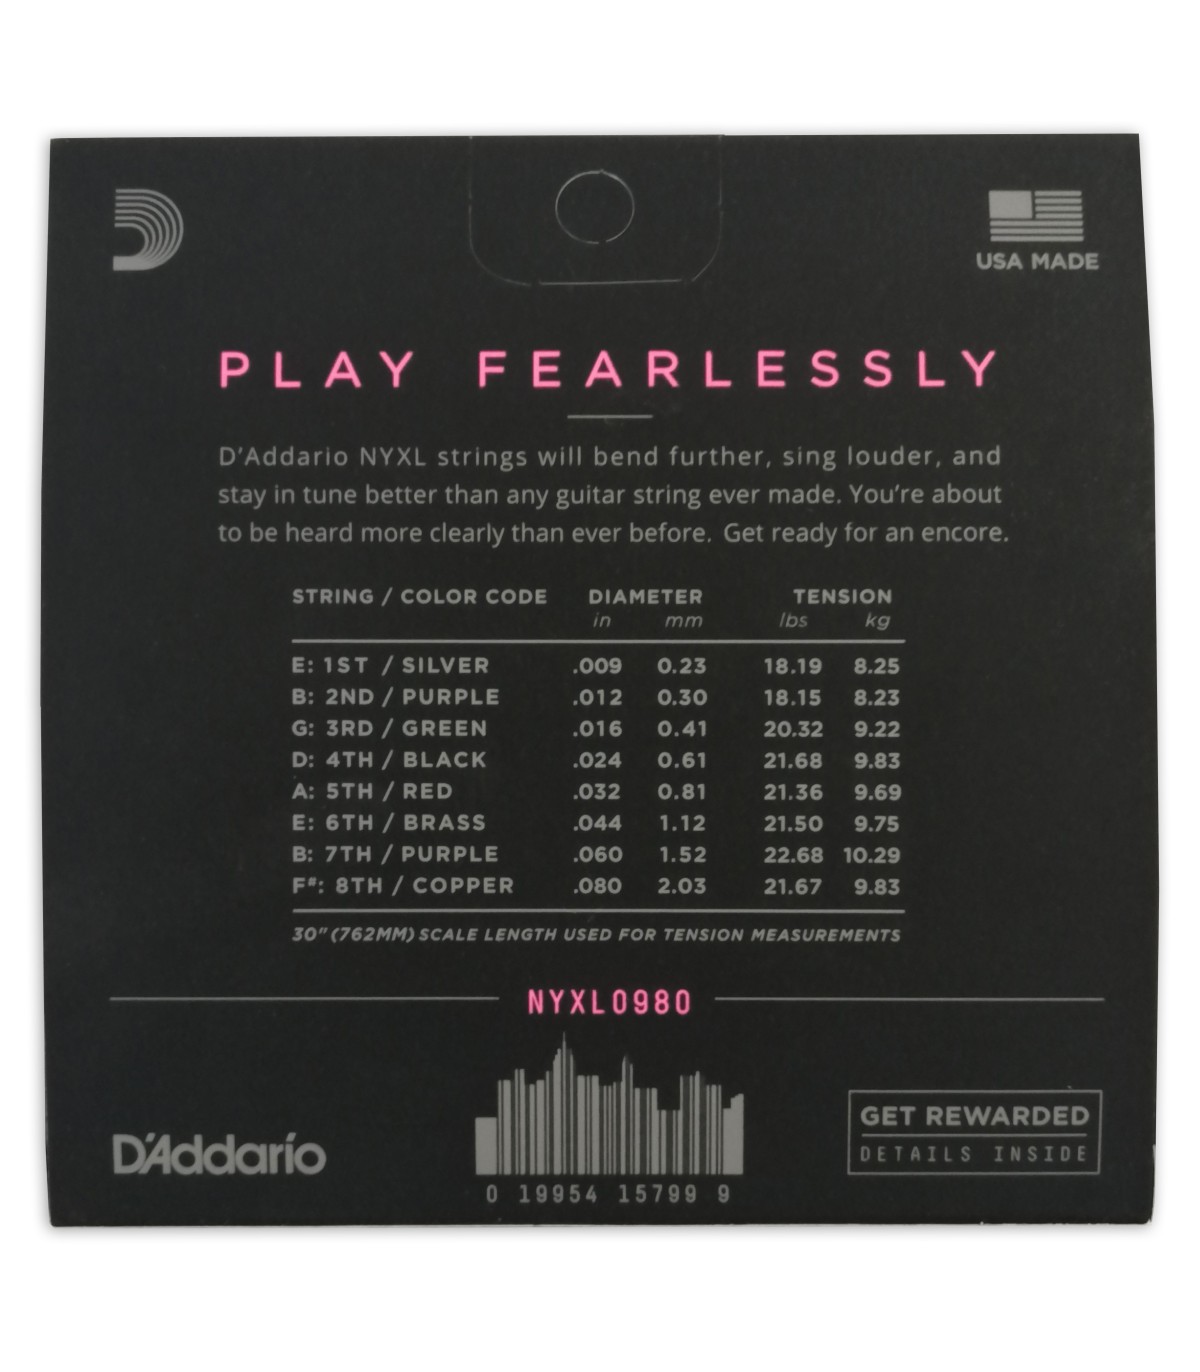 USA MADE
PLAY FEARLESSLY
D'Addario NYXL strings will bend further, sing louder, and
stay in tune better than any guitar string ever made. You're about
to be heard more clearly than ever before. Get ready for an encore.
STRING / COLOR CODE DIAMETER TENSION
in mm lbs kg
E: 1ST / SILVER .009 0.23 18.19 8.25
B: 2ND / PURPLE .012 0.30 18.15 8.23
G: 3RD / GREEN .016 0.41 20.32 9.22
D: 4TH / BLACK .024 0.61 21.68 9.83
A: 5TH / RED .032 0.81 21.36 9.69
E: 6TH / BRASS .044 1.12 21.50 9.75
B: 7TH / PURPLE .060 1.52 22.68 10.29
F#: 8TH / COPPER .080 2.03 21.67 9.83
30" (762MM) SCALE LENGTH USED FOR TENSION MEASUREMENTS
NYXL0980
D'Addario
0 19954 15799 9
GET REWARDED
DETAILS INSIDE